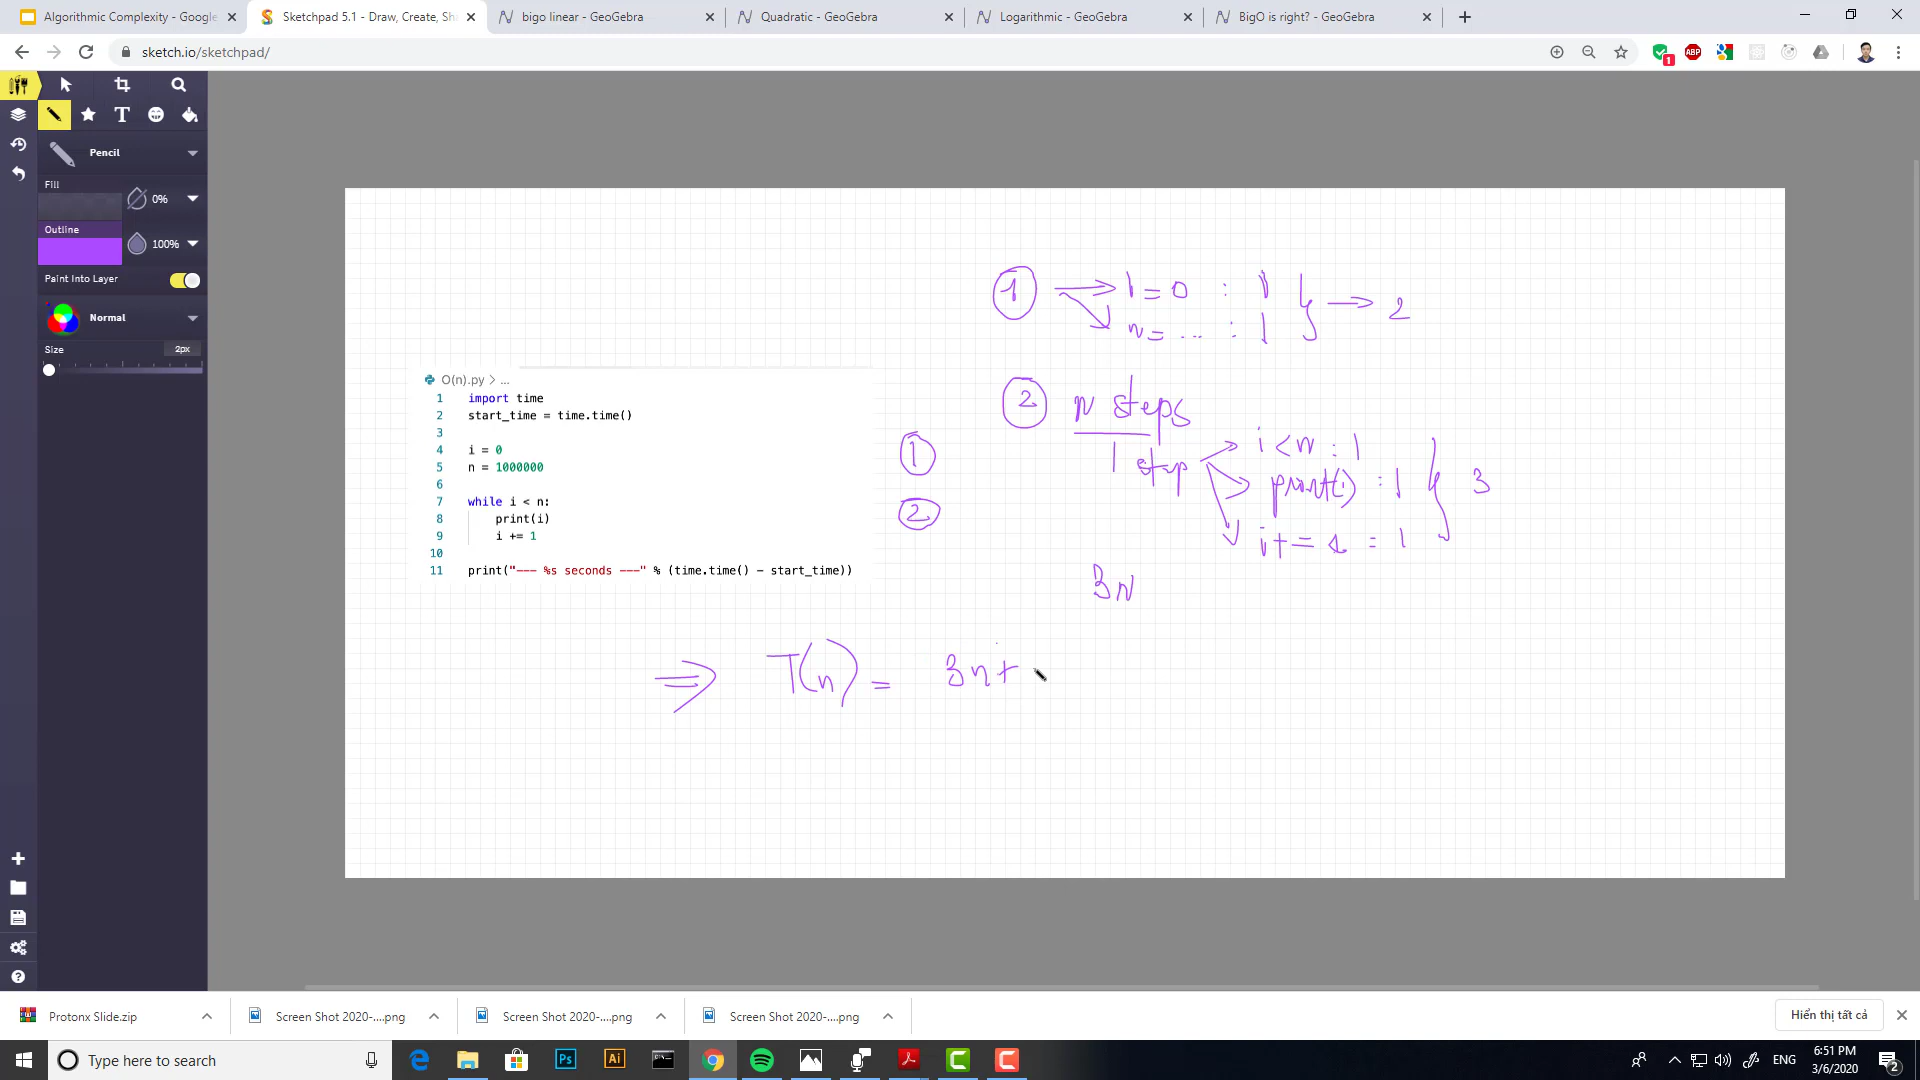 Algorithmic Complexity - Google
Sketchpad 5.1 - Draw, Create, Sh
bigo linear - GeoGebra
Quadratic - GeoGebra
Logarithmic - GeoGebra
BigO is right? - GeoGebra
sketch.io/sketchpad/
1
ABP
Pencil
Fill
0%
Outline
100%
Paint Into Layer
Normal
Size
2px
O(n).py > ...
1 import time
2 start_time = time.time()
3
4 i = 0
5 n = 1000000
6
7 while i < n:
8 print(i)
9 i += 1
10
11 print("--- %s seconds ---" % (time.time() - start_time))
1
2
1 → i = 0 : 1
n = ... : 1
} → 2
2 N steps
1 step
i < n : 1
print(i) : 1
i += 1 = 1
} 3
3N
⇒ T(n) = 3n +
Protonx Slide.zip
Screen Shot 2020-....png
Screen Shot 2020-....png
Screen Shot 2020-....png
Hiển thị tất cả
Type here to search
Ps
Ai
ENG
6:51 PM
3/6/2020
2